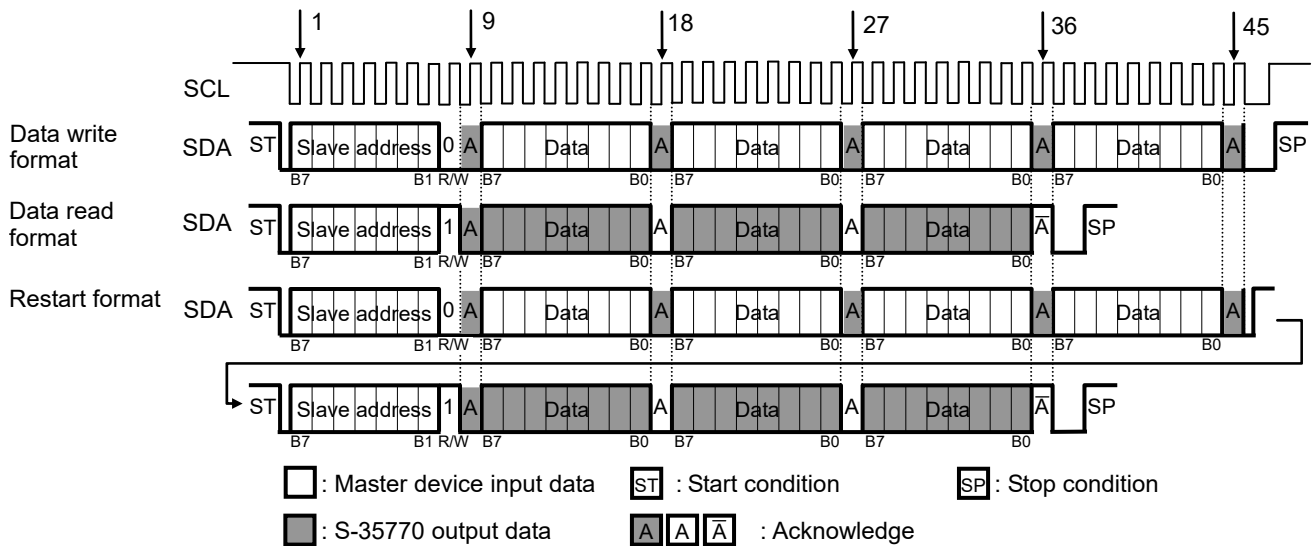 1 9 18 27 36 45
SCL
Data write
format
SDA ST Slave address 0 A Data A Data A Data A Data A SP
B7 B1 R/W B7 B0 B7 B0 B7 B0 B7 B0
Data read
format
SDA ST Slave address 1 A Data A Data A Data A̅ SP
B7 B1 R/W B7 B0 B7 B0 B7 B0
Restart format
SDA ST Slave address 0 A Data A Data A Data A Data A
B7 B1 R/W B7 B0 B7 B0 B7 B0 B7 B0
ST Slave address 1 A Data A Data A Data A̅ SP
B7 B1 R/W B7 B0 B7 B0 B7 B0
: Master device input data ST : Start condition SP : Stop condition
: S-35770 output data A A A̅ : Acknowledge